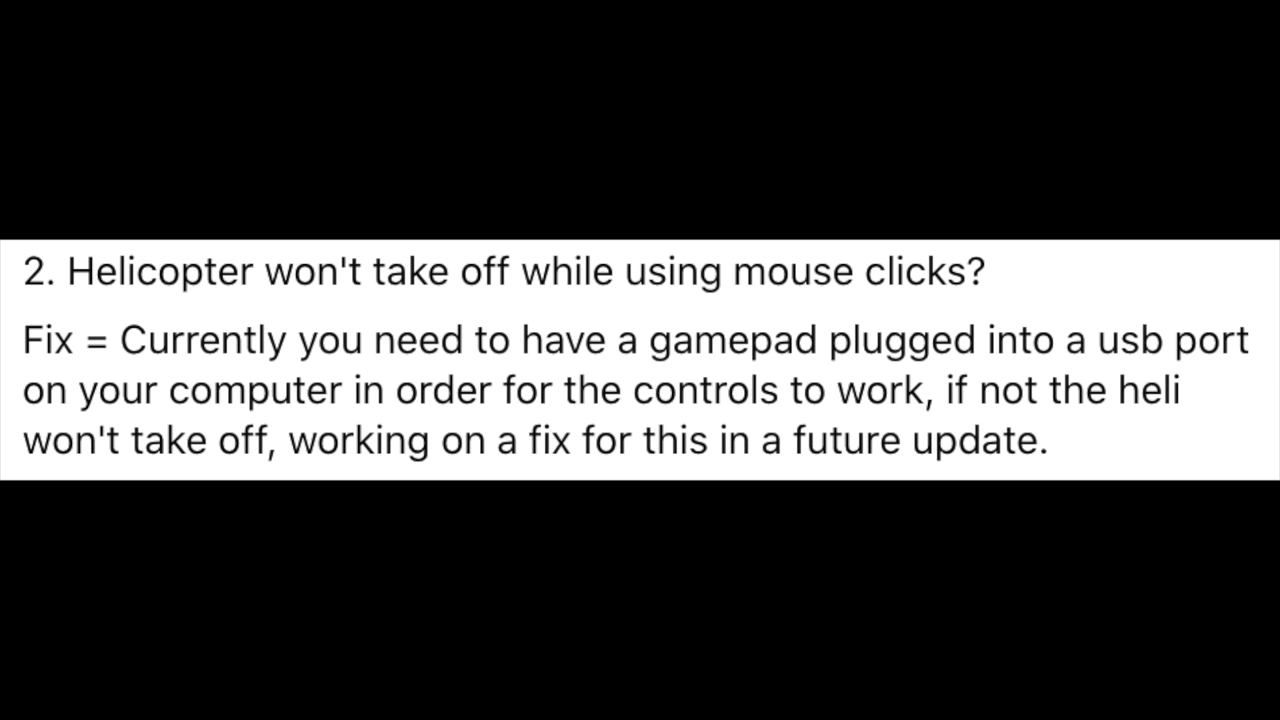 2. Helicopter won't take off while using mouse clicks?
Fix = Currently you need to have a gamepad plugged into a usb port
on your computer in order for the controls to work, if not the heli
won't take off, working on a fix for this in a future update.